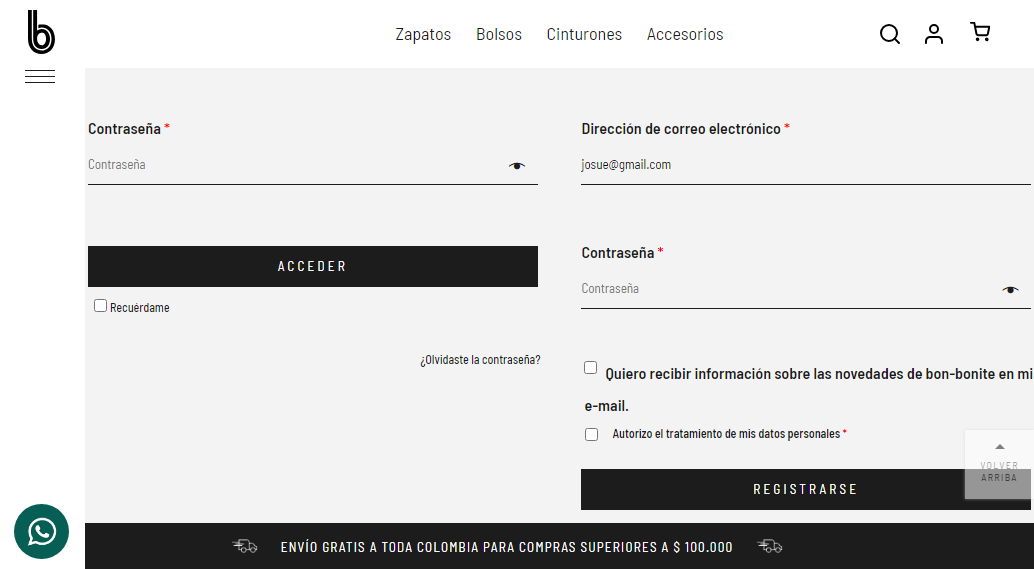 b
Zapatos Bolsos Cinturones Accesorios
Contraseña *
Contraseña
ACCEDER
Recuérdame
¿Olvidaste la contraseña?
Dirección de correo electrónico *
josue@gmail.com
Contraseña *
Contraseña
Quiero recibir información sobre las novedades de bon-bonite en mi
e-mail.
Autorizo el tratamiento de mis datos personales *
REGISTRARSE
VOLVER
ARRIBA
ENVÍO GRATIS A TODA COLOMBIA PARA COMPRAS SUPERIORES A $ 100.000